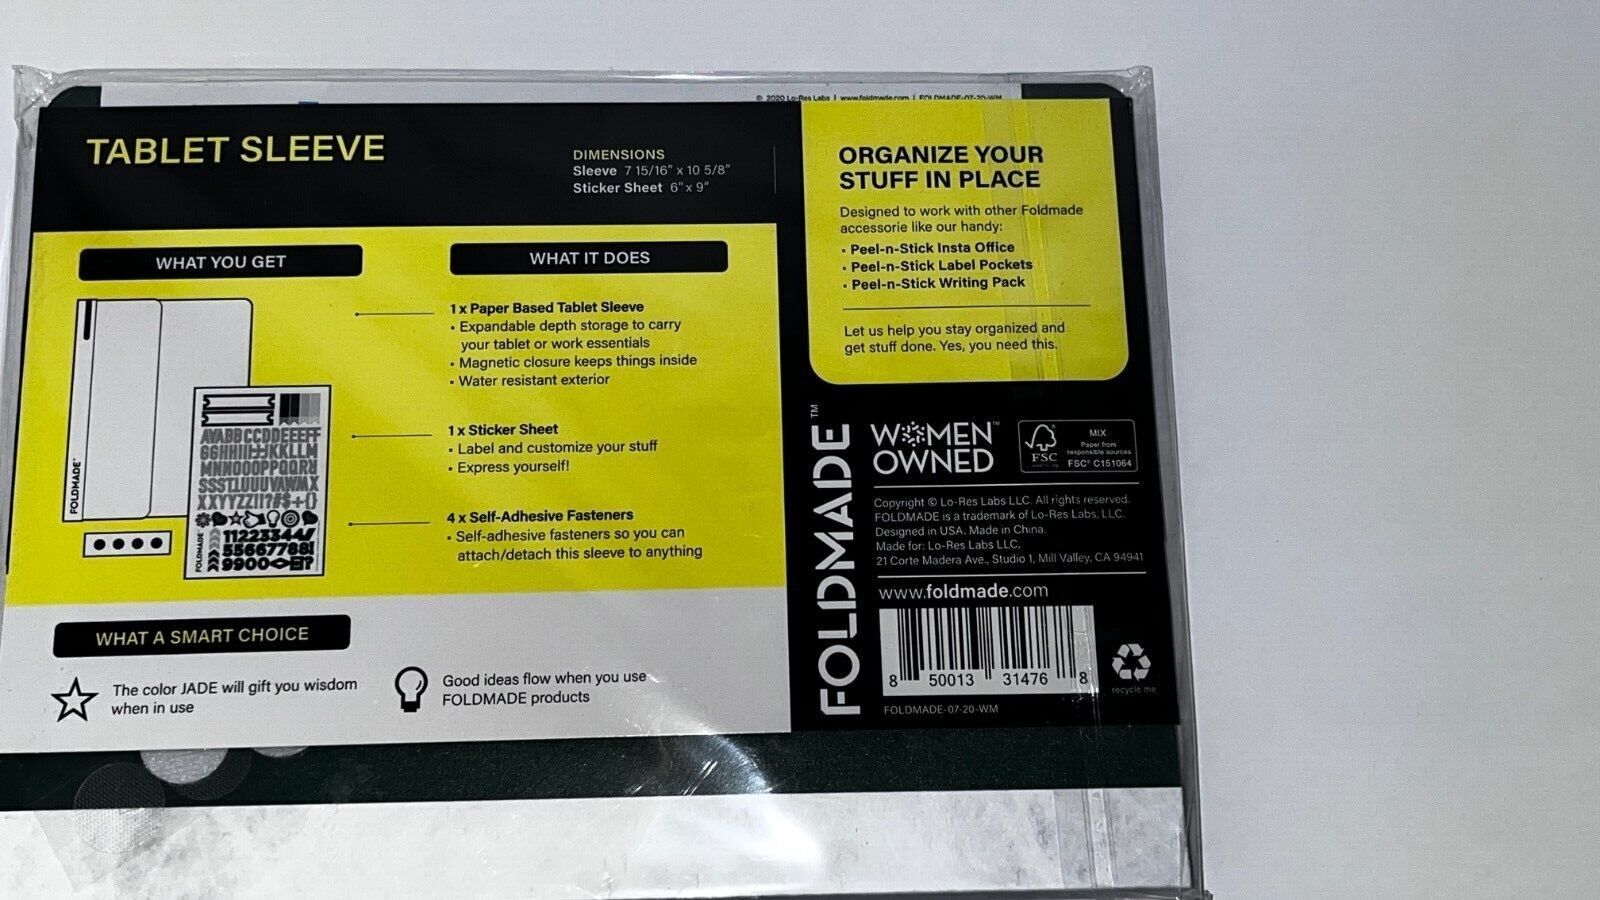 © 2020 Lo-Res Labs | www.foldmade.com | FOLDMADE-07-20-WM
TABLET SLEEVE
DIMENSIONS
Sleeve 7 15/16" x 10 5/8"
Sticker Sheet 6" x 9"
WHAT YOU GET
FOLDMADE
AVABBCCDDEEEFF
GGHHIIJJKKLLM
MNNOOOPPQQRR
SSSTLUUUVAWMX
XXYYZZ!!?#$+()
FOLDMADE
11223344//
55667788!
9900
WHAT IT DOES
1 x Paper Based Tablet Sleeve
• Expandable depth storage to carry
your tablet or work essentials
• Magnetic closure keeps things inside
• Water resistant exterior
1 x Sticker Sheet
• Label and customize your stuff
• Express yourself!
4 x Self-Adhesive Fasteners
• Self-adhesive fasteners so you can
attach/detach this sleeve to anything
WHAT A SMART CHOICE
The color JADE will gift you wisdom
when in use
Good ideas flow when you use
FOLDMADE products
ORGANIZE YOUR
STUFF IN PLACE
Designed to work with other Foldmade
accessorie like our handy:
• Peel-n-Stick Insta Office
• Peel-n-Stick Label Pockets
• Peel-n-Stick Writing Pack
Let us help you stay organized and
get stuff done. Yes, you need this.
FOLDMADE™
WOMEN™
OWNED
FSC
MIX
Paper from
responsible sources
FSC® C151064
Copyright © Lo-Res Labs LLC. All rights reserved.
FOLDMADE is a trademark of Lo-Res Labs, LLC.
Designed in USA. Made in China.
Made for: Lo-Res Labs LLC,
21 Corte Madera Ave., Studio 1, Mill Valley, CA 94941
www.foldmade.com
8 50013 31476 8
FOLDMADE-07-20-WM
recycle me